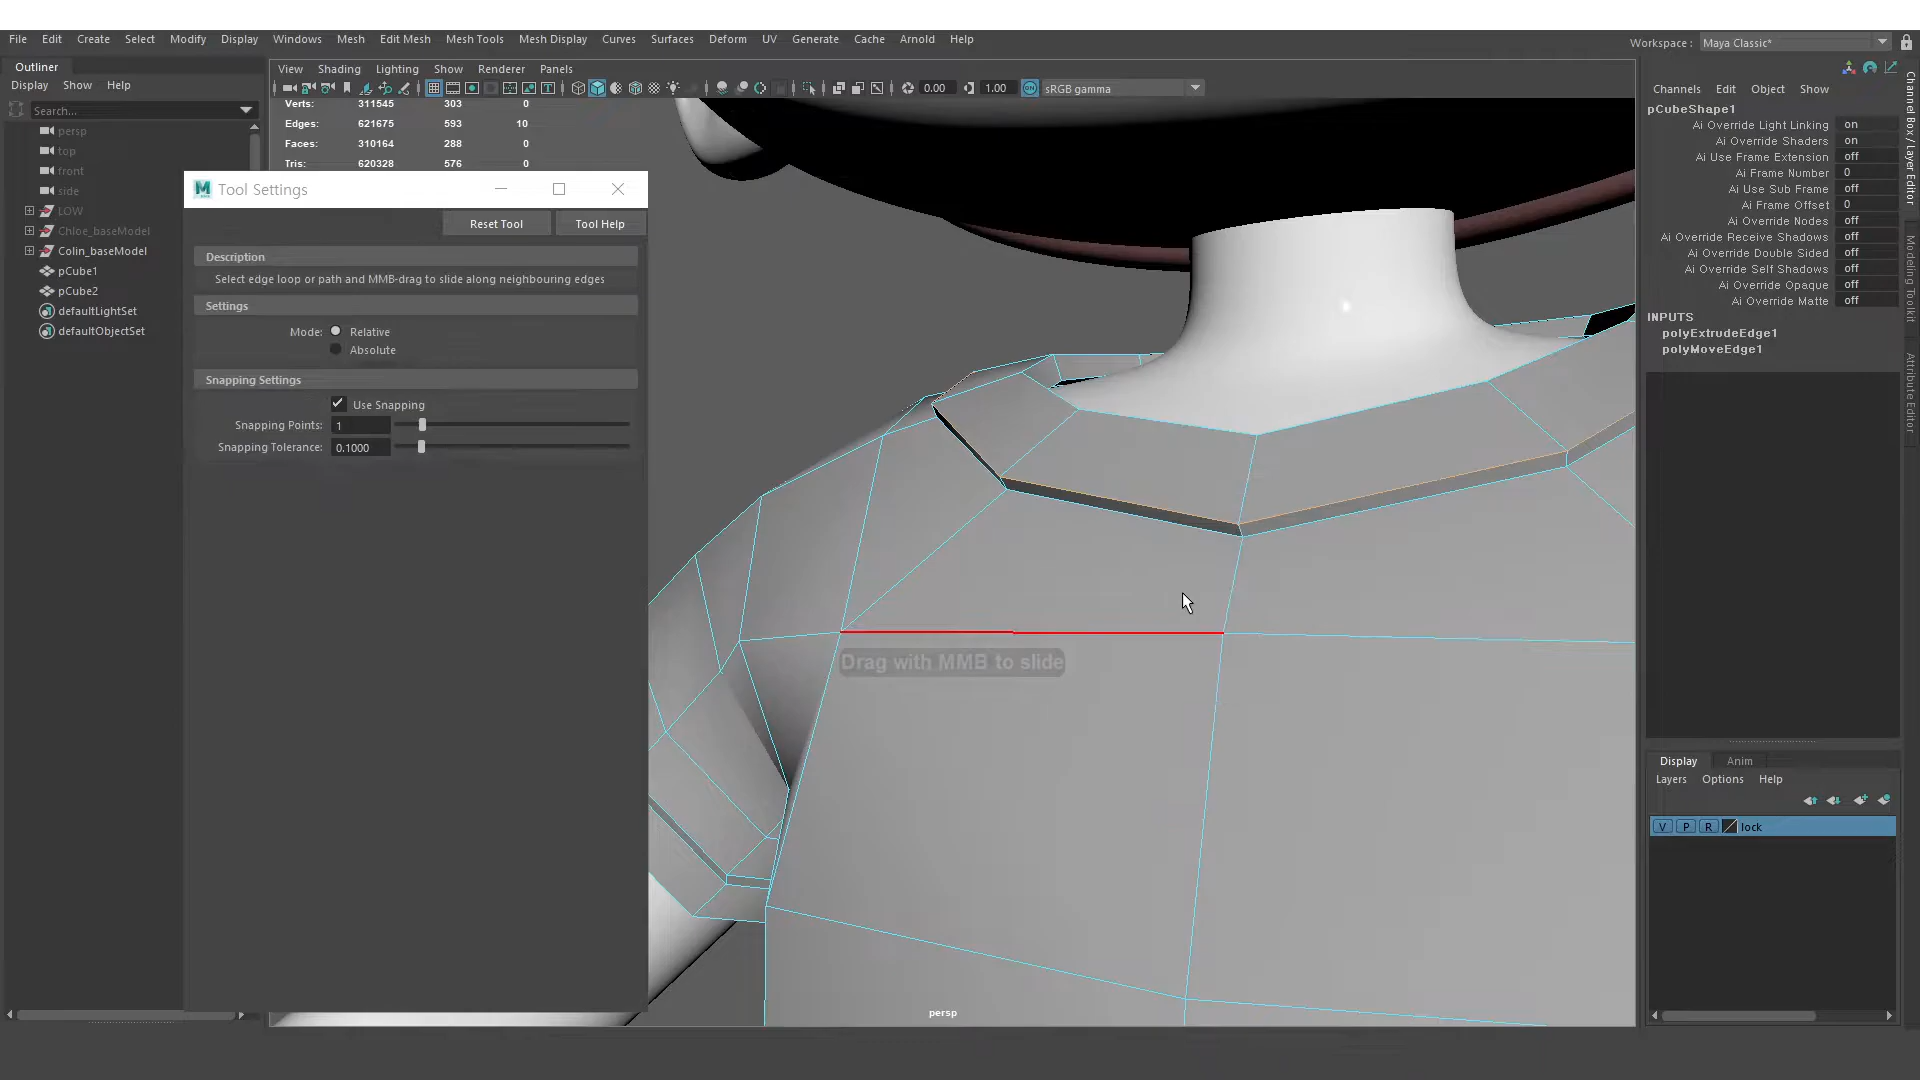 File Edit Create Select Modify Display Windows Mesh Edit Mesh Mesh Tools Mesh Display Curves Surfaces Deform UV Generate Cache Arnold Help
Workspace : Maya Classic*
Outliner
Display Show Help
Search...
persp
top
front
side
LOW
Chloe_baseModel
Colin_baseModel
pCube1
pCube2
defaultLightSet
defaultObjectSet
View Shading Lighting Show Renderer Panels
0.00 1.00 ON sRGB gamma
Verts: 311545 303 0
Edges: 621675 593 10
Faces: 310164 288 0
Tris: 620328 576 0
M Tool Settings
Reset Tool Tool Help
Description
Select edge loop or path and MMB-drag to slide along neighbouring edges
Settings
Mode: Relative
Absolute
Snapping Settings
Use Snapping
Snapping Points: 1
Snapping Tolerance: 0.1000
Drag with MMB to slide
persp
Channels Edit Object Show
pCubeShape1
Ai Override Light Linking on
Ai Override Shaders on
Ai Use Frame Extension off
Ai Frame Number 0
Ai Use Sub Frame off
Ai Frame Offset 0
Ai Override Nodes off
Ai Override Receive Shadows off
Ai Override Double Sided off
Ai Override Self Shadows off
Ai Override Opaque off
Ai Override Matte off
INPUTS
polyExtrudeEdge1
polyMoveEdge1
Display Anim
Layers Options Help
V P R lock
Channel Box / Layer Editor
Modeling Toolkit
Attribute Editor